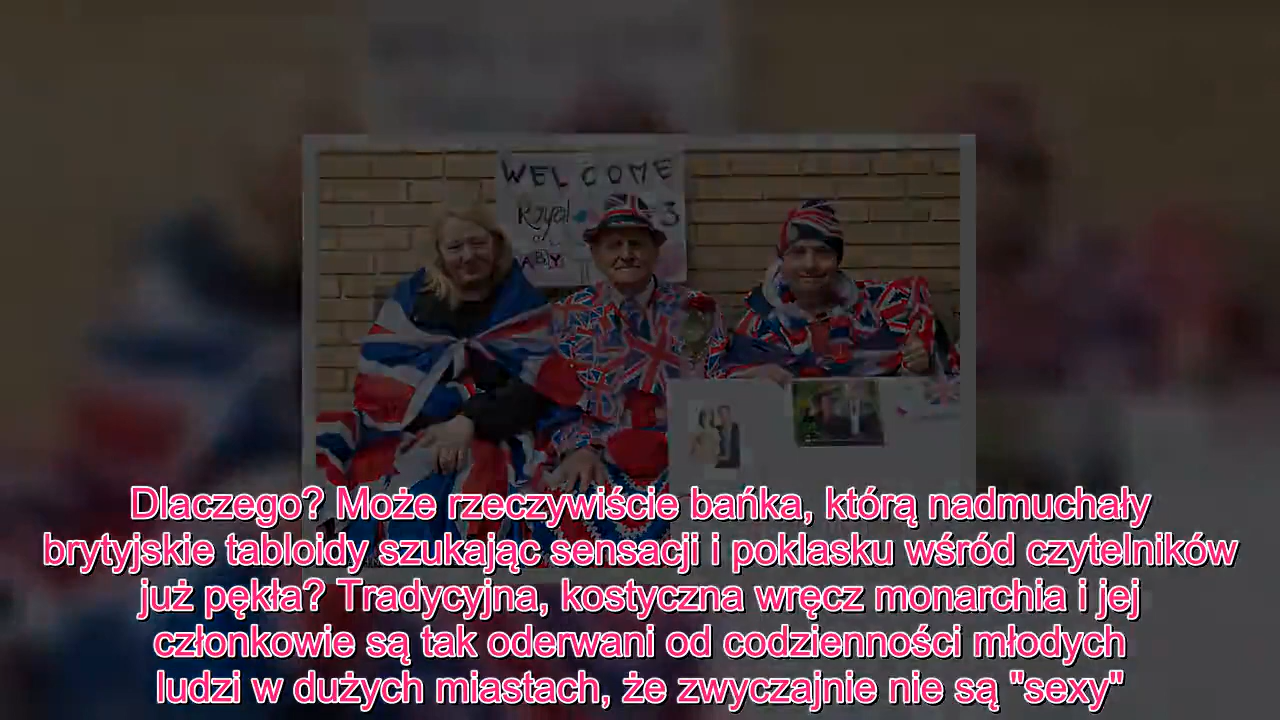 WELCOME
Royal
BABY
3
Dlaczego? Może rzeczywiście bańka, którą nadmuchały
brytyjskie tabloidy szukając sensacji i poklasku wśród czytelników
już pękła? Tradycyjna, kostyczna wręcz monarchia i jej
członkowie są tak oderwani od codzienności młodych
ludzi w dużych miastach, że zwyczajnie nie są "sexy"